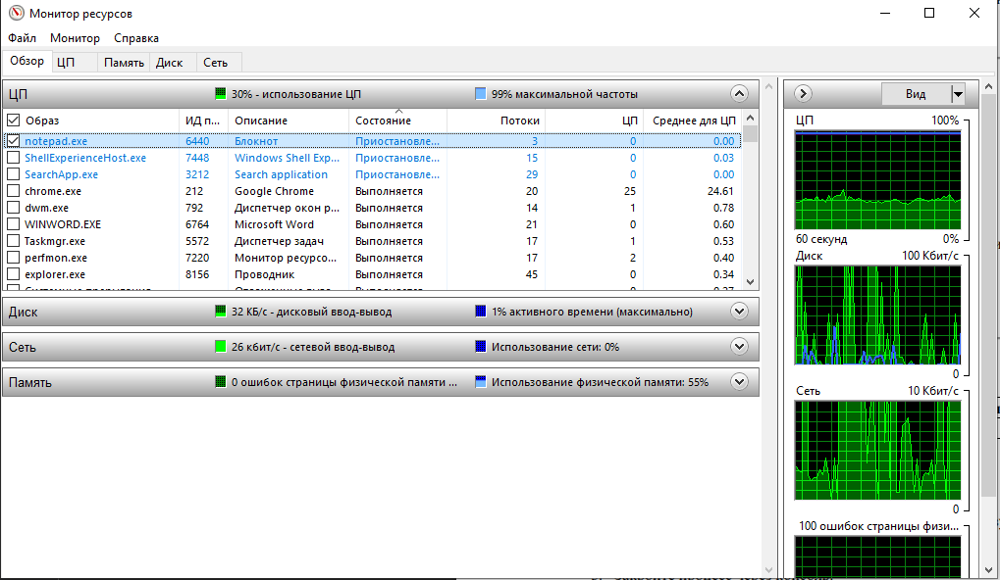 Монитор ресурсов
Файл Монитор Справка
Обзор ЦП Память Диск Сеть
ЦП 30% - использование ЦП 99% максимальной частоты
Образ ИД п... Описание Состояние Потоки ЦП Среднее для ЦП
notepad.exe 6440 Блокнот Приостановле... 3 0 0.00
ShellExperienceHost.exe 7448 Windows Shell Exp... Приостановле... 15 0 0.03
SearchApp.exe 3212 Search application Приостановле... 29 0 0.00
chrome.exe 212 Google Chrome Выполняется 20 25 24.61
dwm.exe 792 Диспетчер окон р... Выполняется 14 1 0.78
WINWORD.EXE 6764 Microsoft Word Выполняется 21 0 0.60
Taskmgr.exe 5572 Диспетчер задач Выполняется 17 1 0.53
perfmon.exe 7220 Монитор ресурсо... Выполняется 17 2 0.40
explorer.exe 8156 Проводник Выполняется 45 0 0.34
Диск 32 КБ/с - дисковый ввод-вывод 1% активного времени (максимально)
Сеть 26 кбит/с - сетевой ввод-вывод Использование сети: 0%
Память 0 ошибок страницы физической памяти ... Использование физической памяти: 55%
Вид
ЦП 100%
60 секунд 0%
Диск 100 Кбит/с
0
Сеть 10 Кбит/с
0
100 ошибок страницы физи...